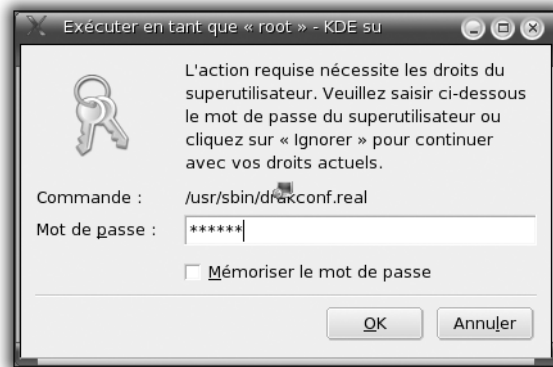 Exécuter en tant que « root » - KDE su
L'action requise nécessite les droits du
superutilisateur. Veuillez saisir ci-dessous
le mot de passe du superutilisateur ou
cliquez sur « Ignorer » pour continuer
avec vos droits actuels.
Commande : /usr/sbin/drakconf.real
Mot de passe : ******
Mémoriser le mot de passe
OK Annuler